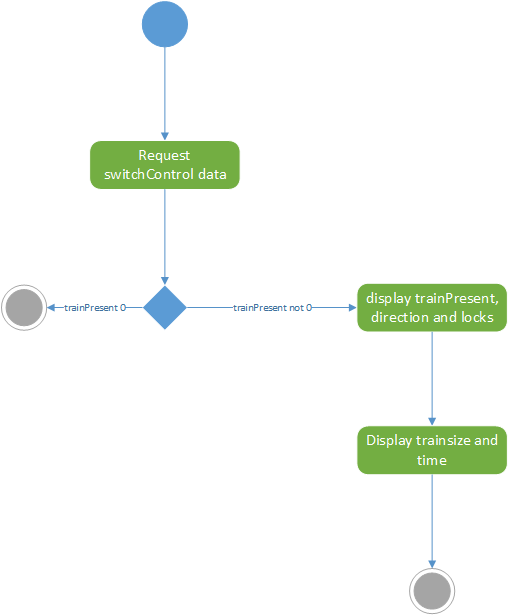 Request
switchControl data
trainPresent 0
trainPresent not 0
display trainPresent,
direction and locks
Display trainsize and
time